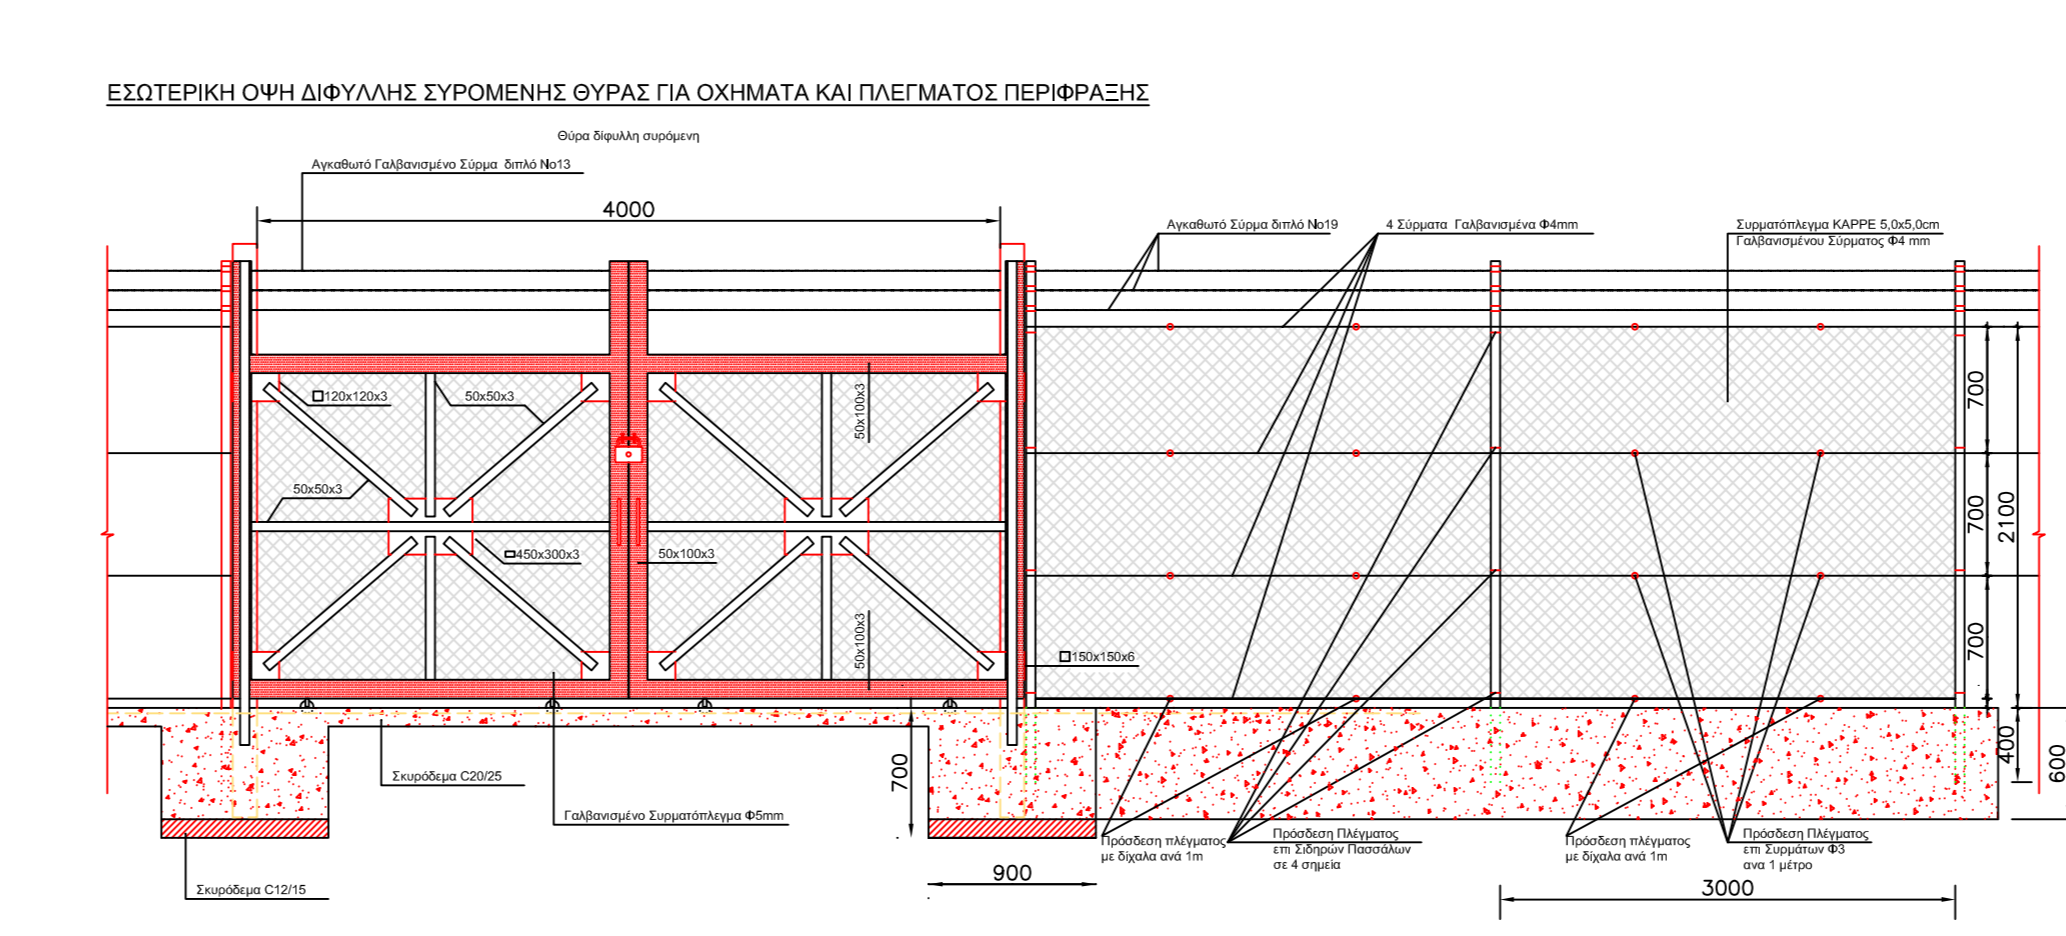 ΕΣΩΤΕΡΙΚΗ ΟΨΗ ΔΙΦΥΛΛΗΣ ΣΥΡΟΜΕΝΗΣ ΘΥΡΑΣ ΓΙΑ ΟΧΗΜΑΤΑ ΚΑΙ ΠΛΕΓΜΑΤΟΣ ΠΕΡΙΦΡΑΞΗΣ
Θύρα δίφυλλη συρόμενη
Αγκαθωτό Γαλβανισμένο Σύρμα διπλό Νο13
4000
Αγκαθωτό Σύρμα διπλό Νο19
4 Σύρματα Γαλβανισμένα Φ4mm
Συρματόπλεγμα ΚΑΡΡΕ 5,0x5,0cm
Γαλβανισμένου Σύρματος Φ4 mm
120x120x3
50x50x3
50x100x3
700
50x50x3
700
2100
450x300x3
50x100x3
50x100x3
700
150x150x6
700
400
600
Σκυρόδεμα C20/25
Γαλβανισμένο Συρματόπλεγμα Φ5mm
Πρόσδεση πλέγματος
με δίχαλα ανά 1m
Πρόσδεση Πλέγματος
επι Σιδηρών Πασσάλων
σε 4 σημεία
Πρόσδεση πλέγματος
με δίχαλα ανά 1m
Πρόσδεση Πλέγματος
επι Συρμάτων Φ3
ανα 1 μέτρο
900
3000
Σκυρόδεμα C12/15